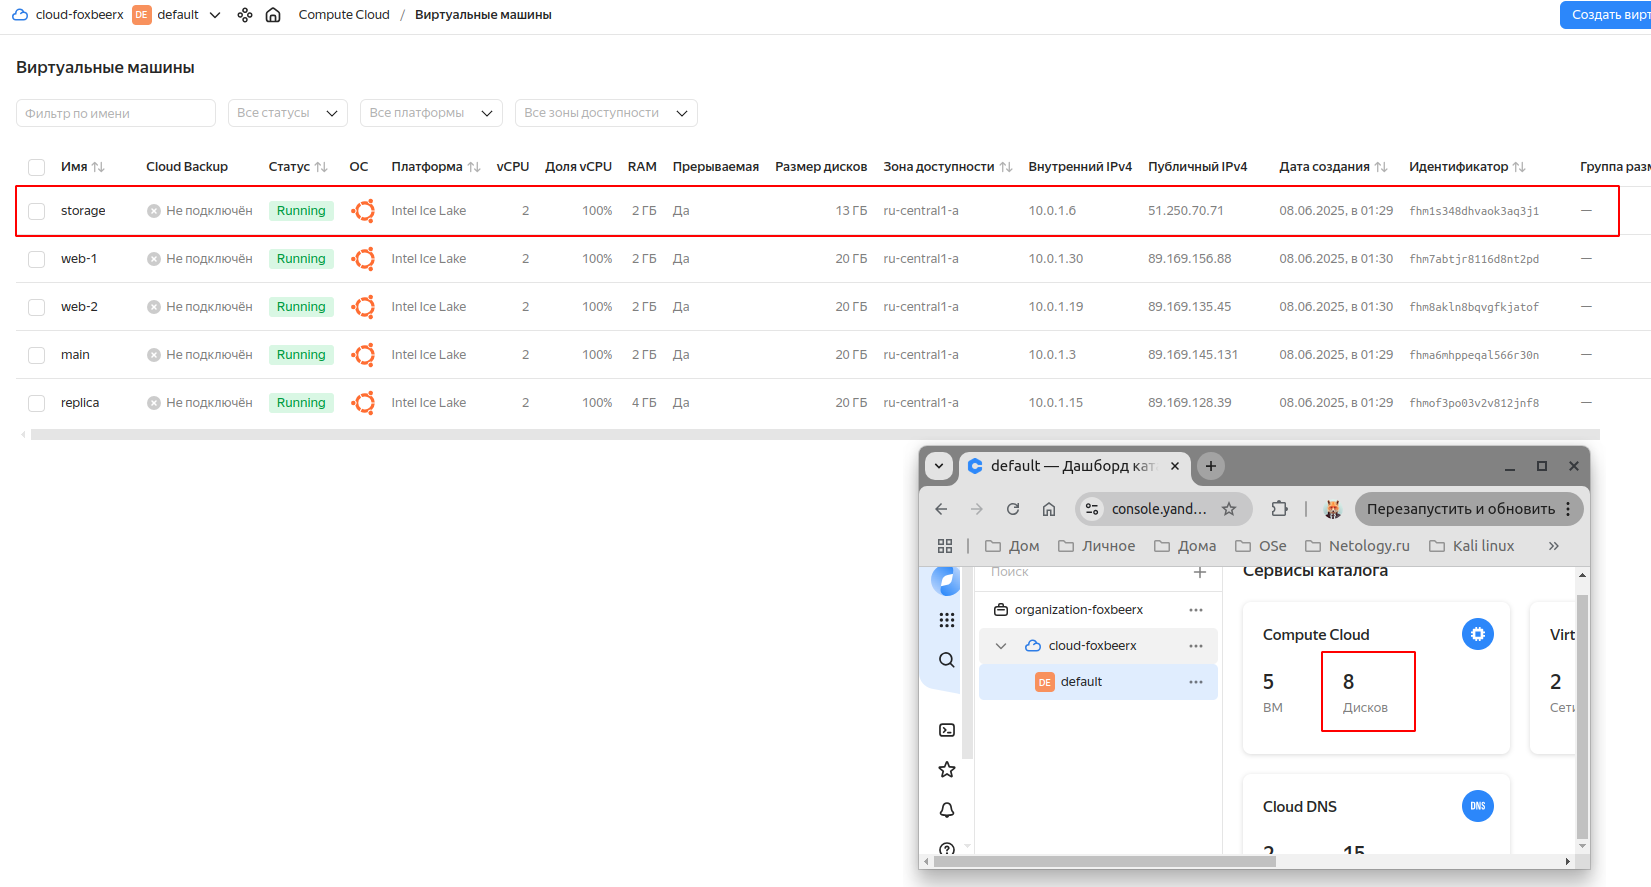 cloud-foxbeerx DE default Compute Cloud / Виртуальные машины Создать вирт
Виртуальные машины
Фильтр по имени Все статусы Все платформы Все зоны доступности
Имя Cloud Backup Статус ОС Платформа vCPU Доля vCPU RAM Прерываемая Размер дисков Зона доступности Внутренний IPv4 Публичный IPv4 Дата создания Идентификатор Группа разм
storage Не подключён Running Intel Ice Lake 2 100% 2 ГБ Да 13 ГБ ru-central1-a 10.0.1.6 51.250.70.71 08.06.2025, в 01:29 fhm1s348dhvaok3aq3j1 —
web-1 Не подключён Running Intel Ice Lake 2 100% 2 ГБ Да 20 ГБ ru-central1-a 10.0.1.30 89.169.156.88 08.06.2025, в 01:30 fhm7abtjr8116d8nt2pd —
web-2 Не подключён Running Intel Ice Lake 2 100% 2 ГБ Да 20 ГБ ru-central1-a 10.0.1.19 89.169.135.45 08.06.2025, в 01:30 fhm8akln8bqvgfkjatof —
main Не подключён Running Intel Ice Lake 2 100% 2 ГБ Да 20 ГБ ru-central1-a 10.0.1.3 89.169.145.131 08.06.2025, в 01:29 fhma6mhppeqal566r30n —
replica Не подключён Running Intel Ice Lake 2 100% 4 ГБ Да 20 ГБ ru-central1-a 10.0.1.15 89.169.128.39 08.06.2025, в 01:29 fhmof3po03v2v812jnf8 —
default — Дашборд кат
console.yand... Перезапустить и обновить
Дом Личное Дома OSe Netology.ru Kali linux »
Поиск
organization-foxbeerx
cloud-foxbeerx
DE default
Сервисы каталога
Compute Cloud
5 8
ВМ Дисков
Virt
2
Сети
Cloud DNS DNS
2 15